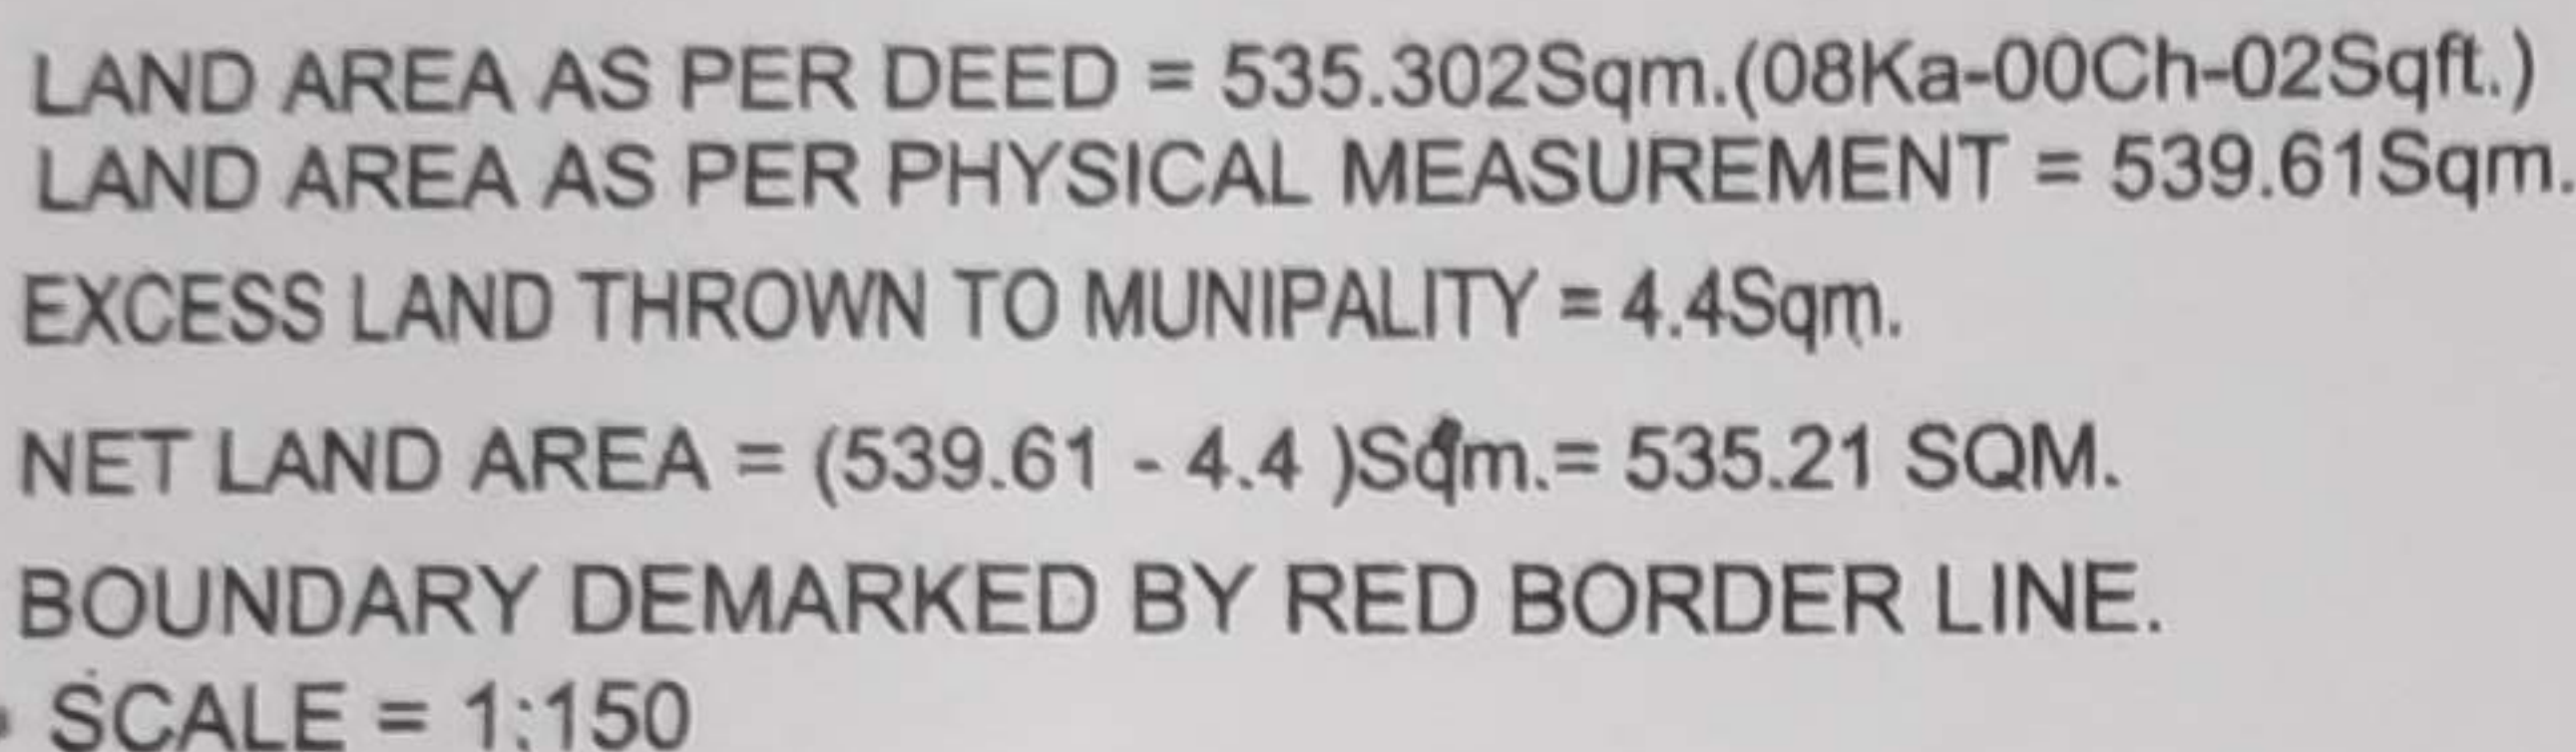 LAND AREA AS PER DEED = 535.302Sqm.(08Ka-00Ch-02Sqft.)
LAND AREA AS PER PHYSICAL MEASUREMENT = 539.61Sqm.
EXCESS LAND THROWN TO MUNIPALITY = 4.4Sqm.
NET LAND AREA = (539.61 - 4.4 )Sqm.= 535.21 SQM.
BOUNDARY DEMARKED BY RED BORDER LINE.
SCALE = 1:150